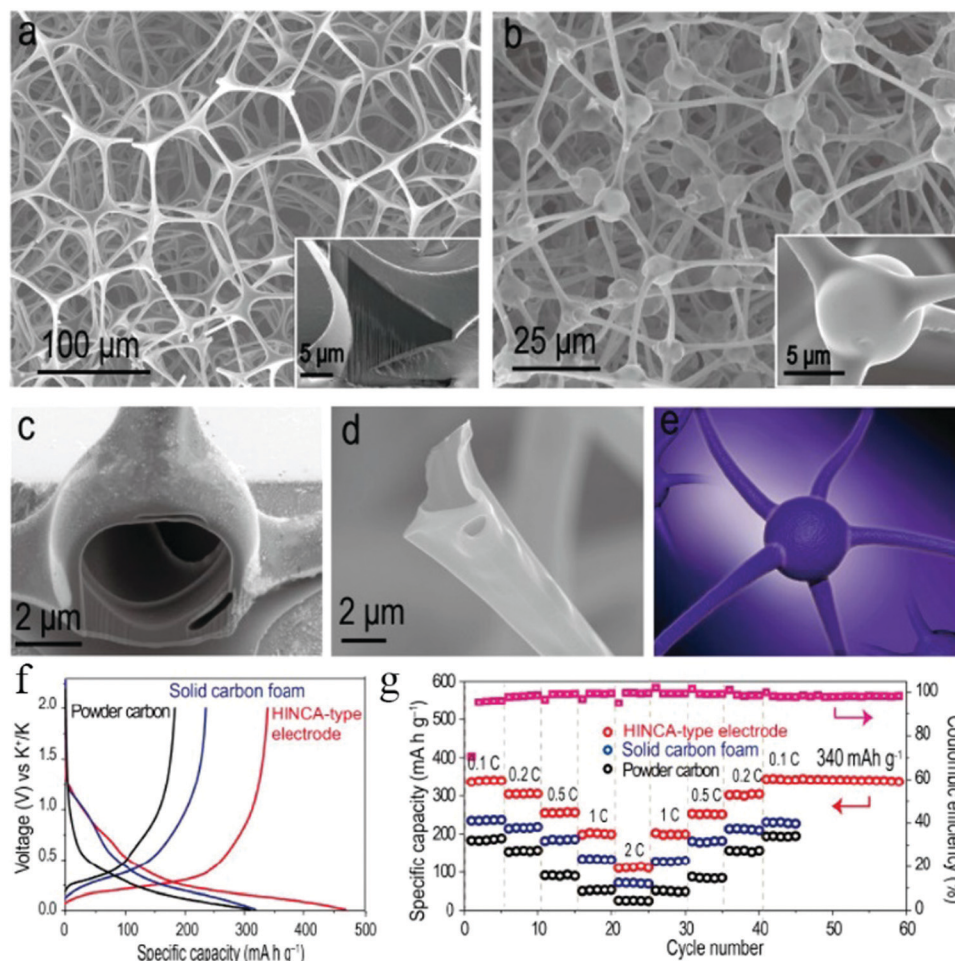 a
100 μm
5 μm
b
25 μm
5 μm
c
2 μm
d
2 μm
e
f
Voltage (V) vs K⁺/K
2.0
1.5
1.0
0.5
0.0
Solid carbon foam
Powder carbon
HINCA-type
electrode
0 100 200 300 400 500
Specific capacity (mA h g⁻¹)
g
Specific capacity (mA h g⁻¹)
600
500
400
300
200
100
0
HINCA-type electrode
Solid carbon foam
Powder carbon
0.1 C
0.2 C
0.5 C
1 C
2 C
1 C
0.5 C
0.2 C
0.1 C
340 mAh g⁻¹
100
80
60
40
20
0
Coulombic efficiency
(%)
0 10 20 30 40 50 60
Cycle number